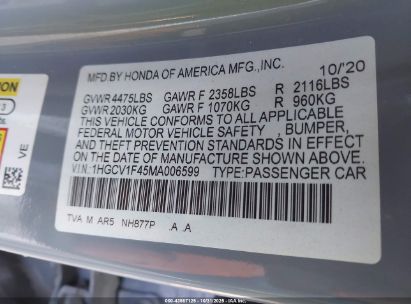 MFD BY HONDA OF AMERICA MFG.,INC. 10/20
GVWR 4475LBS GAWR F 2358LBS R 2116LBS
GVWR 2030KG GAWR F 1070KG R 960KG
THIS VEHICLE CONFORMS TO ALL APPLICABLE
FEDERAL MOTOR VEHICLE SAFETY , BUMPER,
AND THEFT PREVENTION STANDARDS IN EFFECT
ON THE DATE OF MANUFACTURE SHOWN ABOVE.
V.I.N.:1HGCV1F45MA006599 TYPE:PASSENGER CAR
TVA M AR5 NH877P .A .A
VE